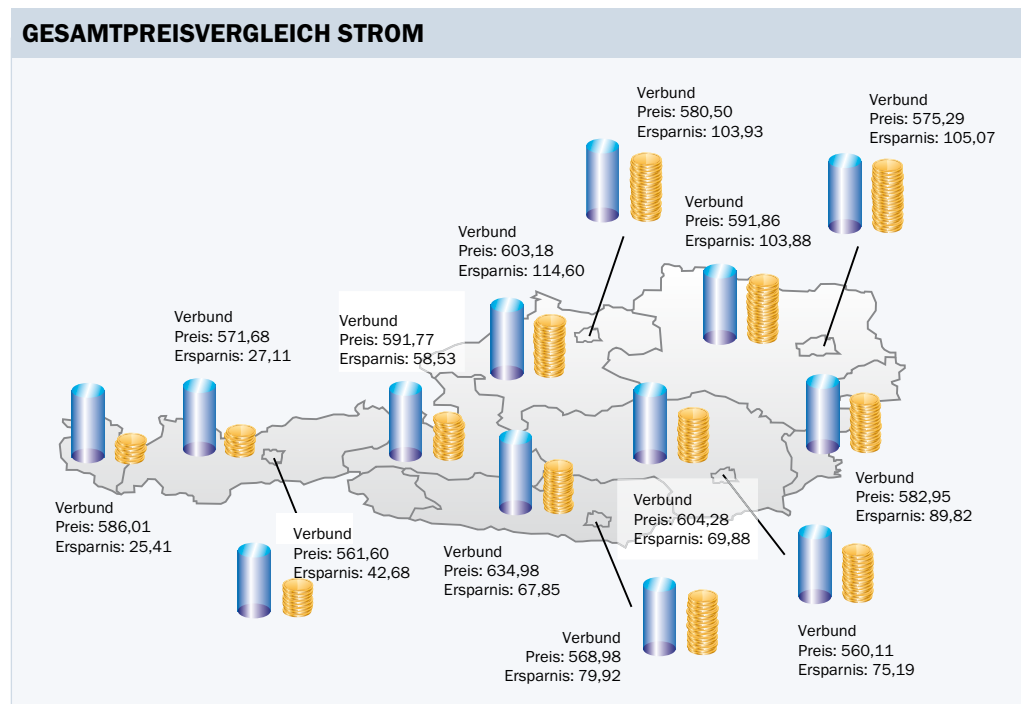 GESAMTPREISVERGLEICH STROM
Verbund
Preis: 580,50
Ersparnis: 103,93
Verbund
Preis: 575,29
Ersparnis: 105,07
Verbund
Preis: 591,86
Ersparnis: 103,88
Verbund
Preis: 603,18
Ersparnis: 114,60
Verbund
Preis: 571,68
Ersparnis: 27,11
Verbund
Preis: 591,77
Ersparnis: 58,53
Verbund
Preis: 586,01
Ersparnis: 25,41
Verbund
Preis: 561,60
Ersparnis: 42,68
Verbund
Preis: 634,98
Ersparnis: 67,85
Verbund
Preis: 604,28
Ersparnis: 69,88
Verbund
Preis: 582,95
Ersparnis: 89,82
Verbund
Preis: 568,98
Ersparnis: 79,92
Verbund
Preis: 560,11
Ersparnis: 75,19